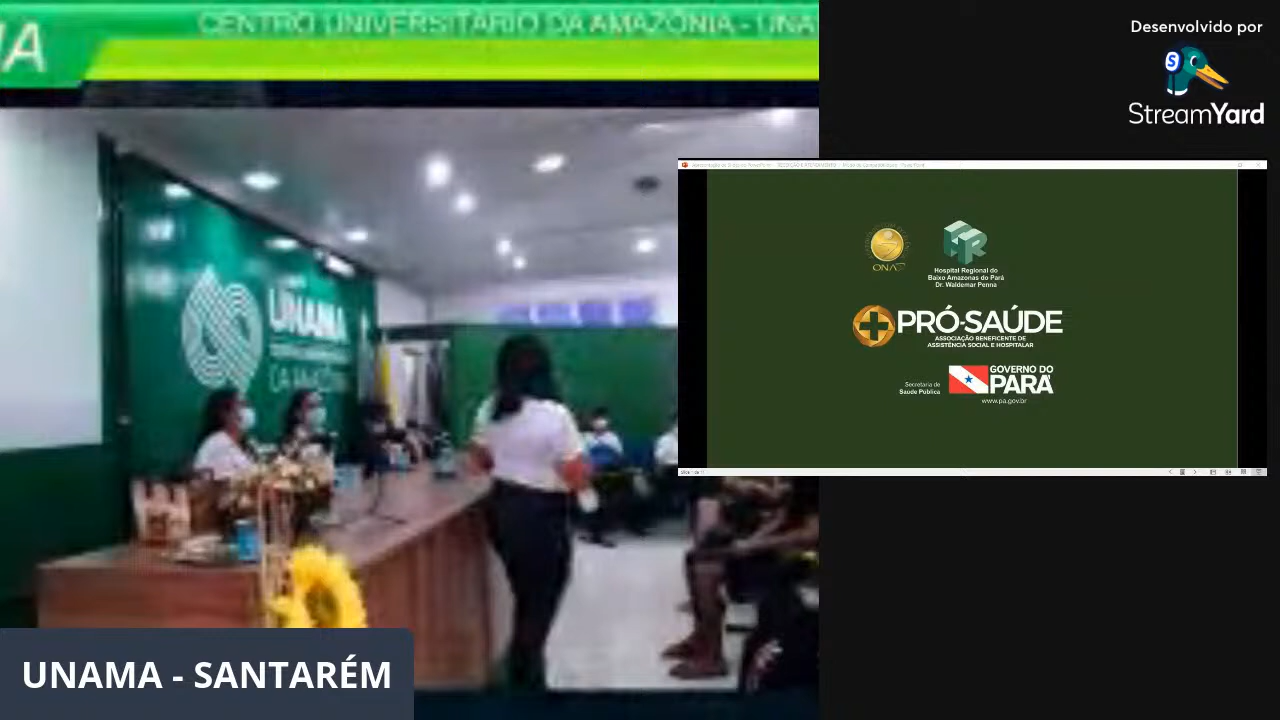 CENTRO UNIVERSITÁRIO DA AMAZÔNIA - UNA
Desenvolvido por
StreamYard
UNAMA
DA AMAZÔNIA
ONA
HR
Hospital Regional do
Baixo Amazonas do Pará
Dr. Waldemar Penna
PRÓ-SAÚDE
ASSOCIAÇÃO BENEFICENTE DE
ASSISTÊNCIA SOCIAL E HOSPITALAR
Secretaria de
Saúde Pública
GOVERNO DO
PARÁ
www.pa.gov.br
UNAMA - SANTARÉM